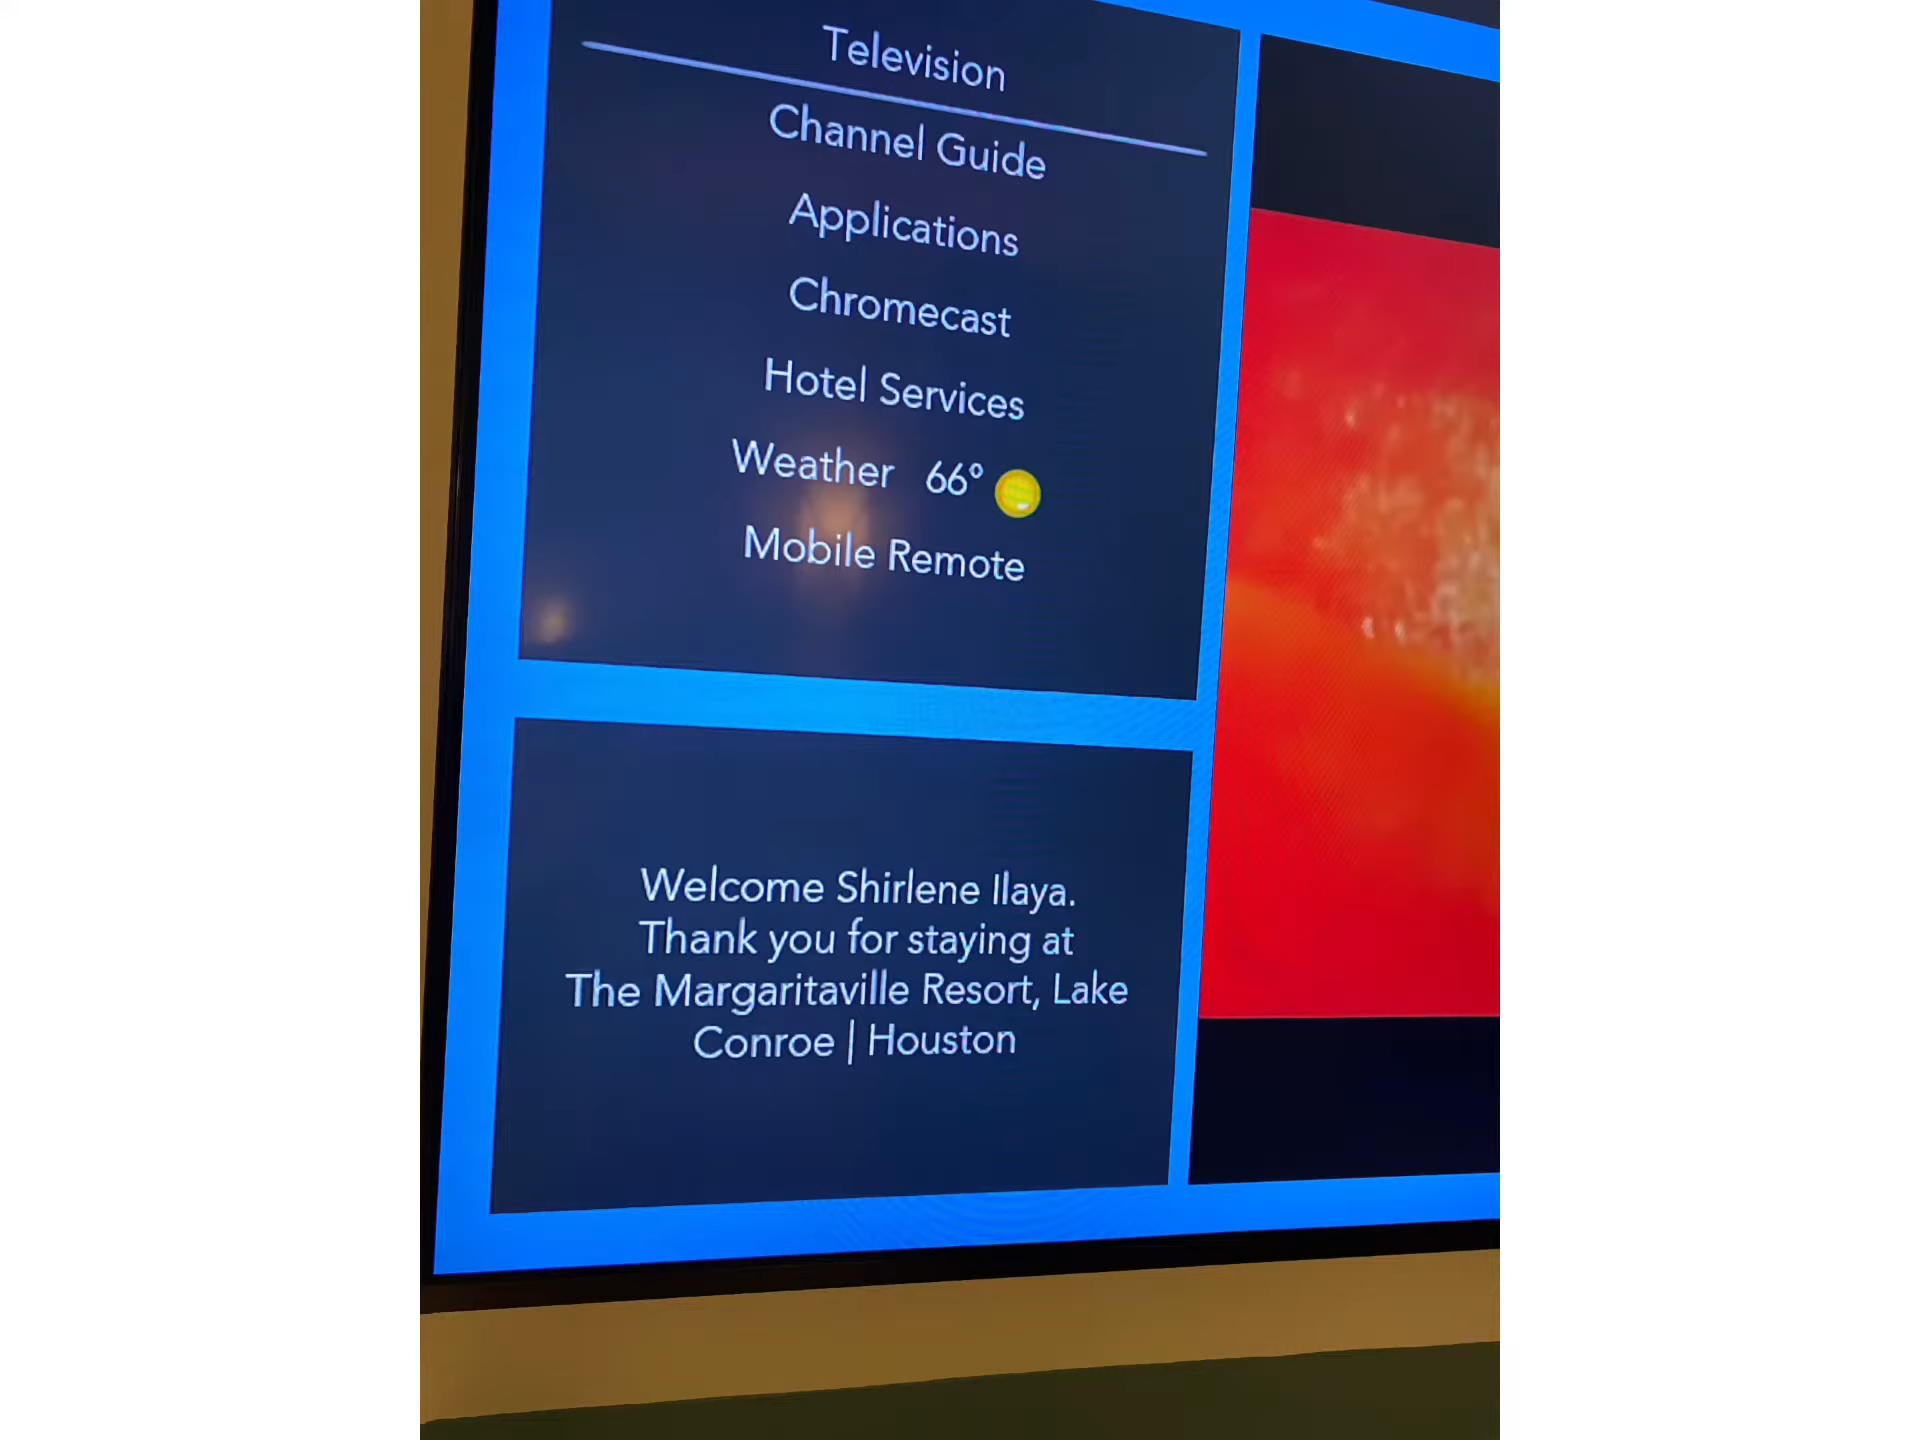 Television
Channel Guide
Applications
Chromecast
Hotel Services
Weather 66°
Mobile Remote
Welcome Shirlene Ilaya.
Thank you for staying at
The Margaritaville Resort, Lake
Conroe | Houston